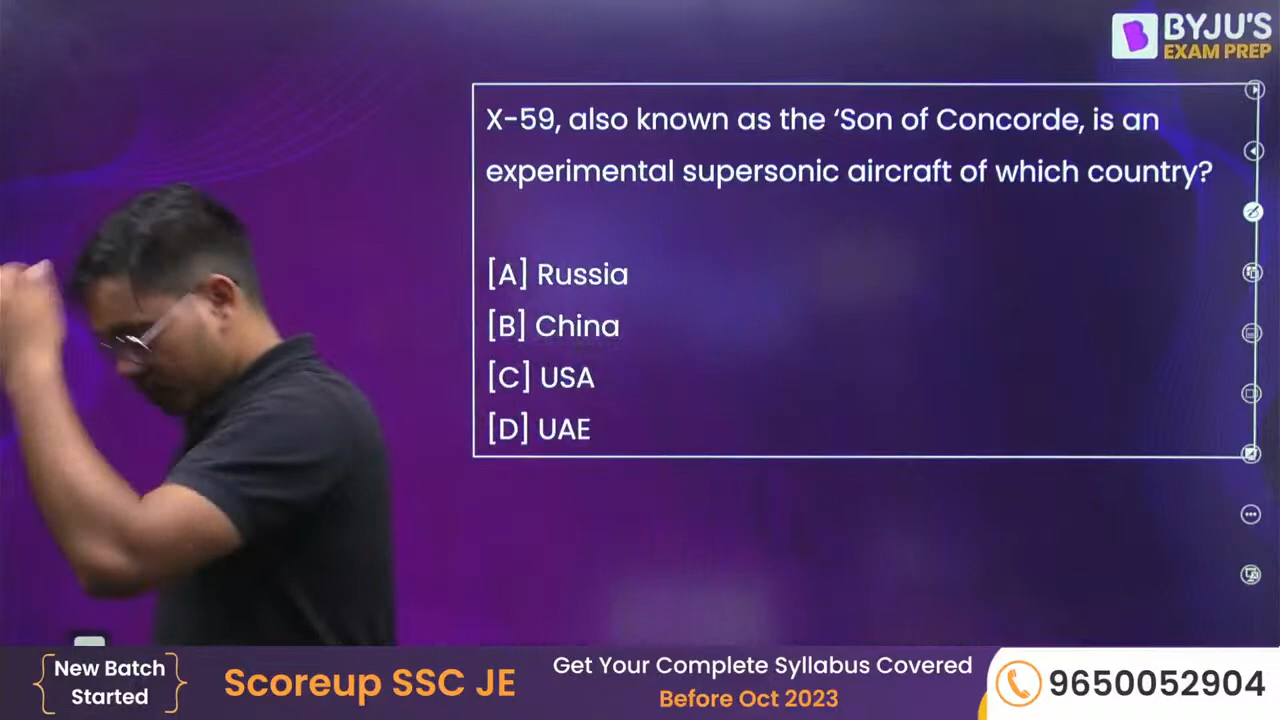 BYJU'S
EXAM PREP
X-59, also known as the ‘Son of Concorde, is an
experimental supersonic aircraft of which country?
[A] Russia
[B] China
[C] USA
[D] UAE
New Batch
Started
Scoreup SSC JE
Get Your Complete Syllabus Covered
Before Oct 2023
9650052904